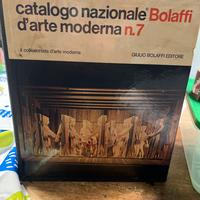 catalogo nazionale Bolaffi
d'arte moderna n.7
il collezionista d'arte moderna
GIULIO BOLAFFI EDITORE